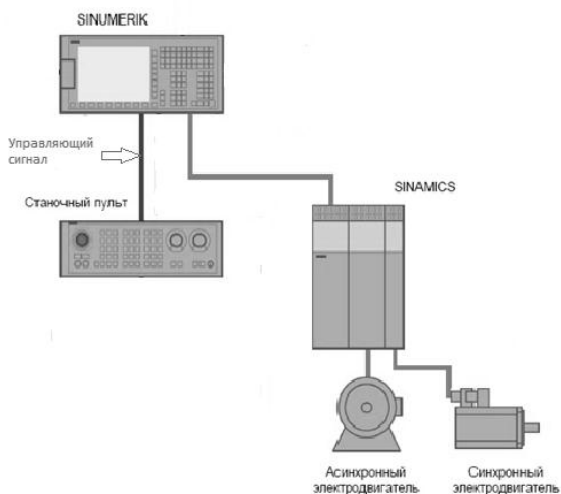 SINUMERIK
Управляющий
сигнал
Станочный пульт
SINAMICS
Асинхронный
электродвигатель
Синхронный
электродвигатель